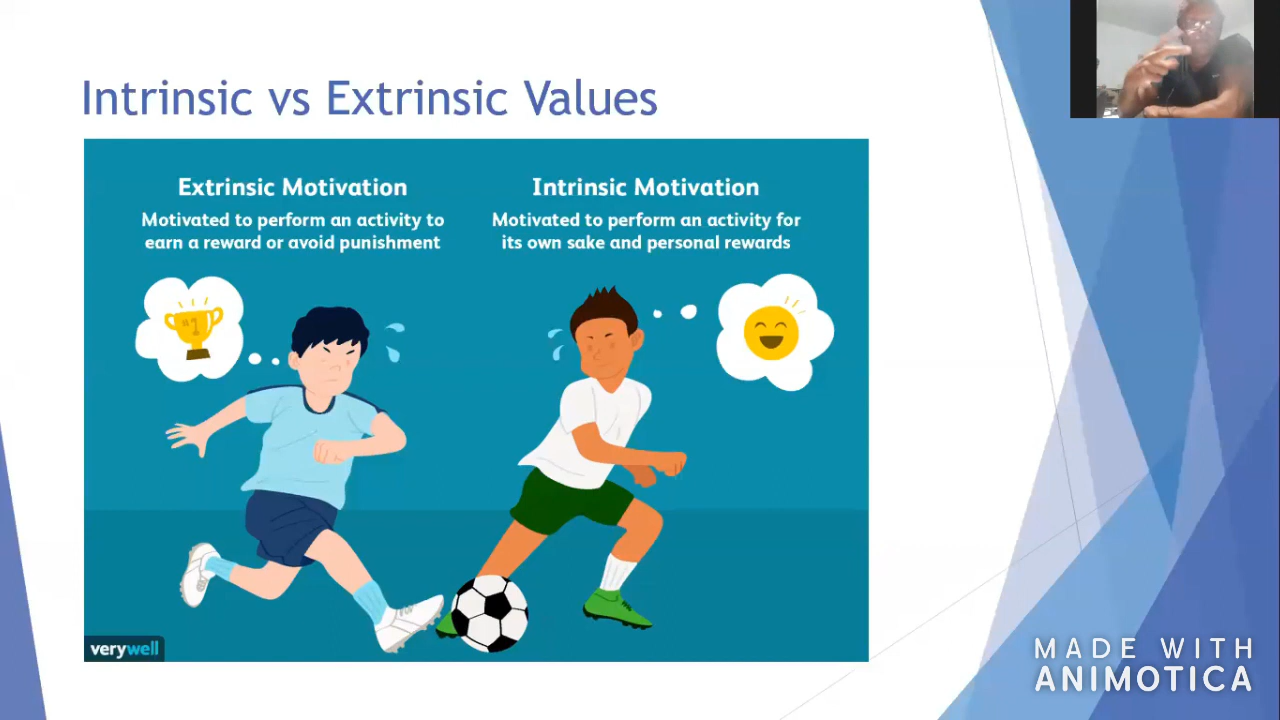 Intrinsic vs Extrinsic Values
Extrinsic Motivation
Motivated to perform an activity to
earn a reward or avoid punishment
Intrinsic Motivation
Motivated to perform an activity for
its own sake and personal rewards
1
verywell
MADE WITH
ANIMOTICA